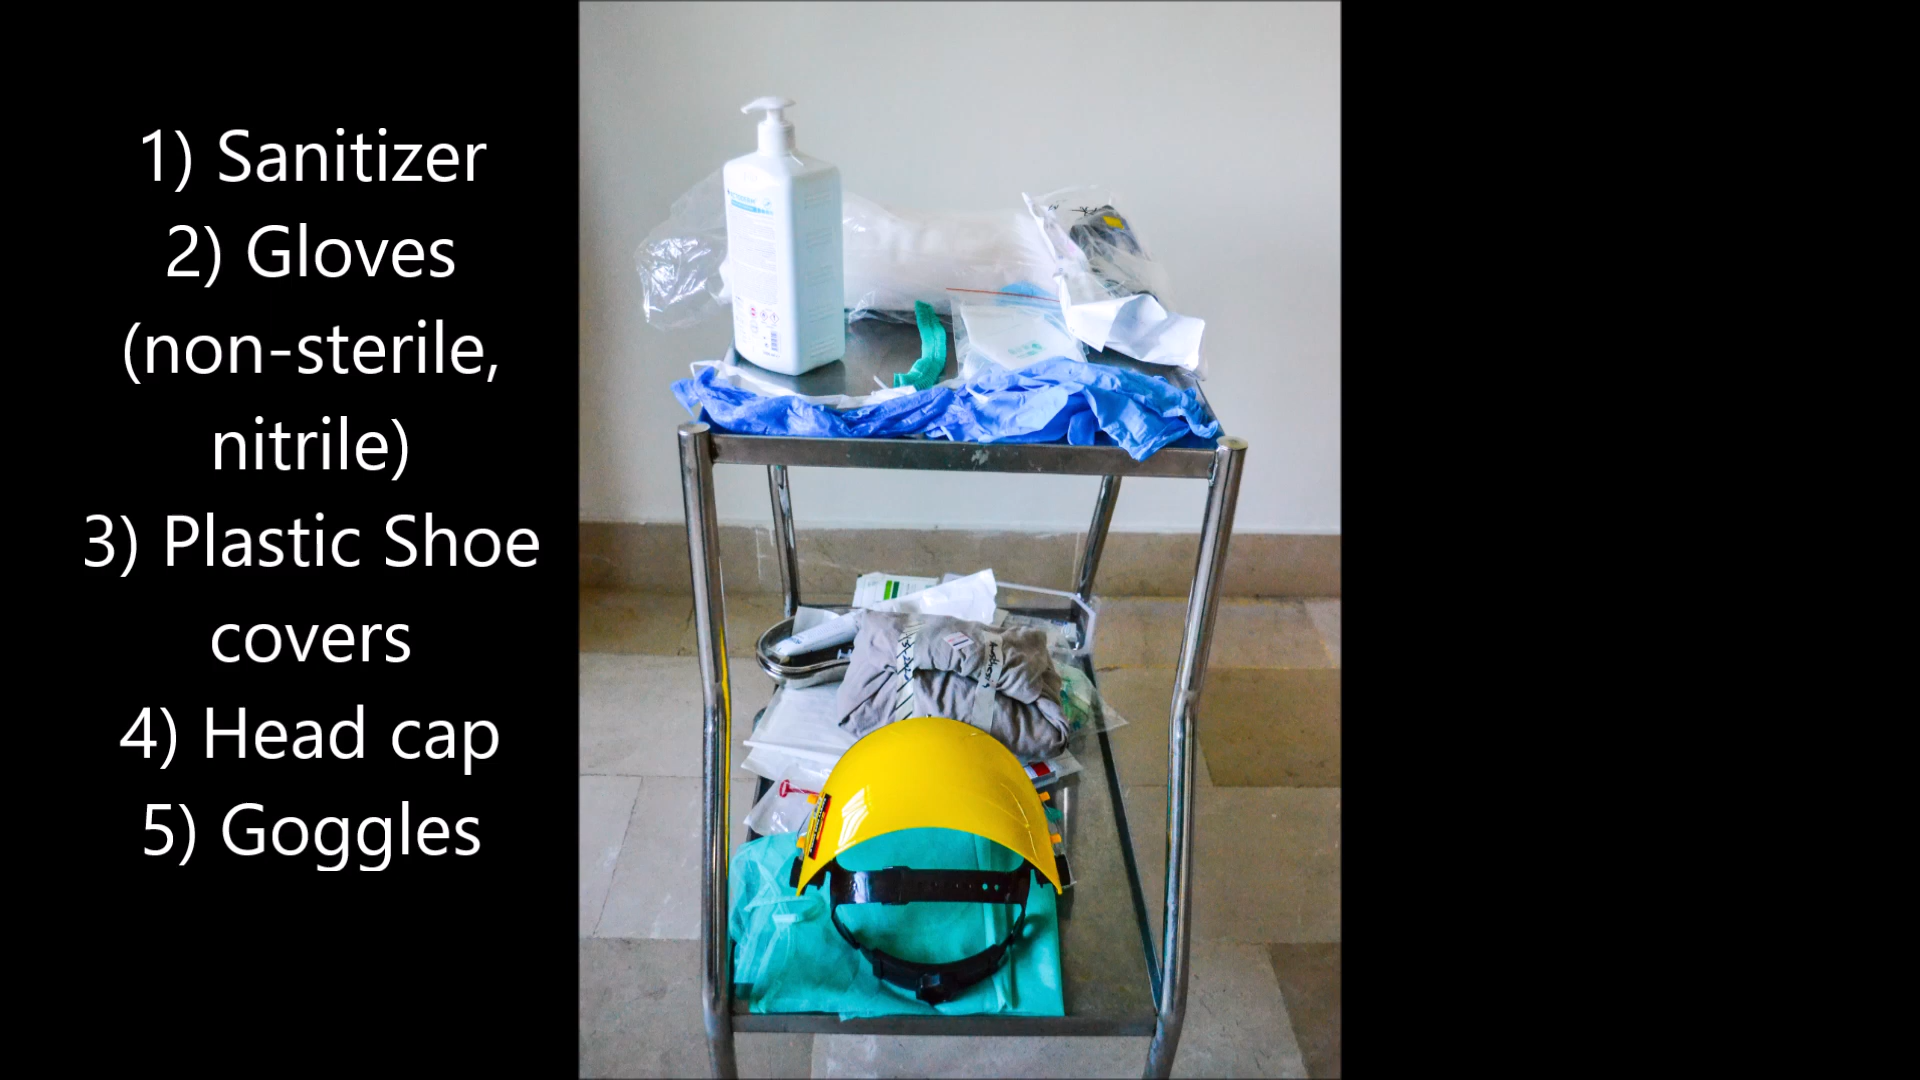 1) Sanitizer
2) Gloves
(non-sterile,
nitrile)
3) Plastic Shoe
covers
4) Head cap
5) Goggles